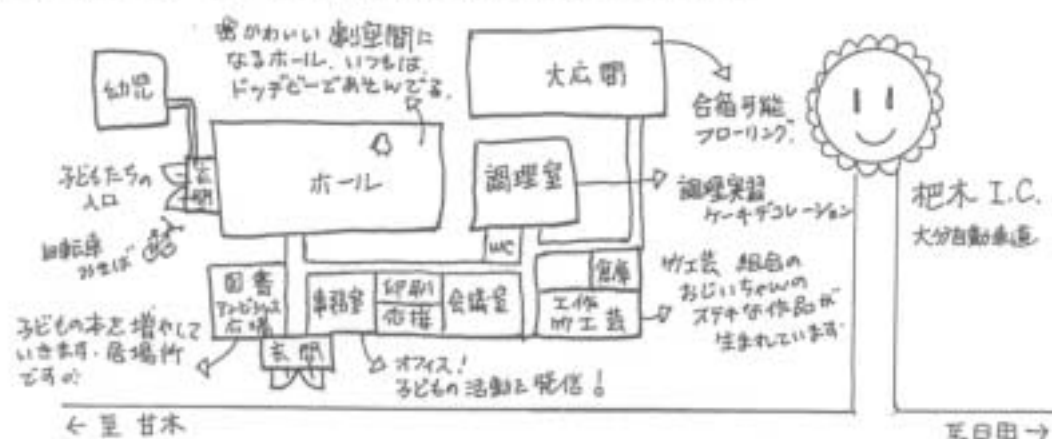 かわいい劇空間に
なるホール。いつもは、
ドッヂビーであそんでる。
大広間
幼児
合宿可能
フローリング。
玄関
子どもたちの
入口
ホール
調理室
調理実習
ケーキデコレーション
杷木 I.C.
大分自動車道
自転車
おきば
WC
図書
広場
事務室
印刷
応接
会議室
倉庫
工作
竹工芸
竹工芸 組合の
おじいちゃんの
ステキな作品が
生まれています
子どもの本を増やして
いきます。居場所
です
玄関
オフィス!
子どもの活動を発信!
← 至 甘木
至日田 →